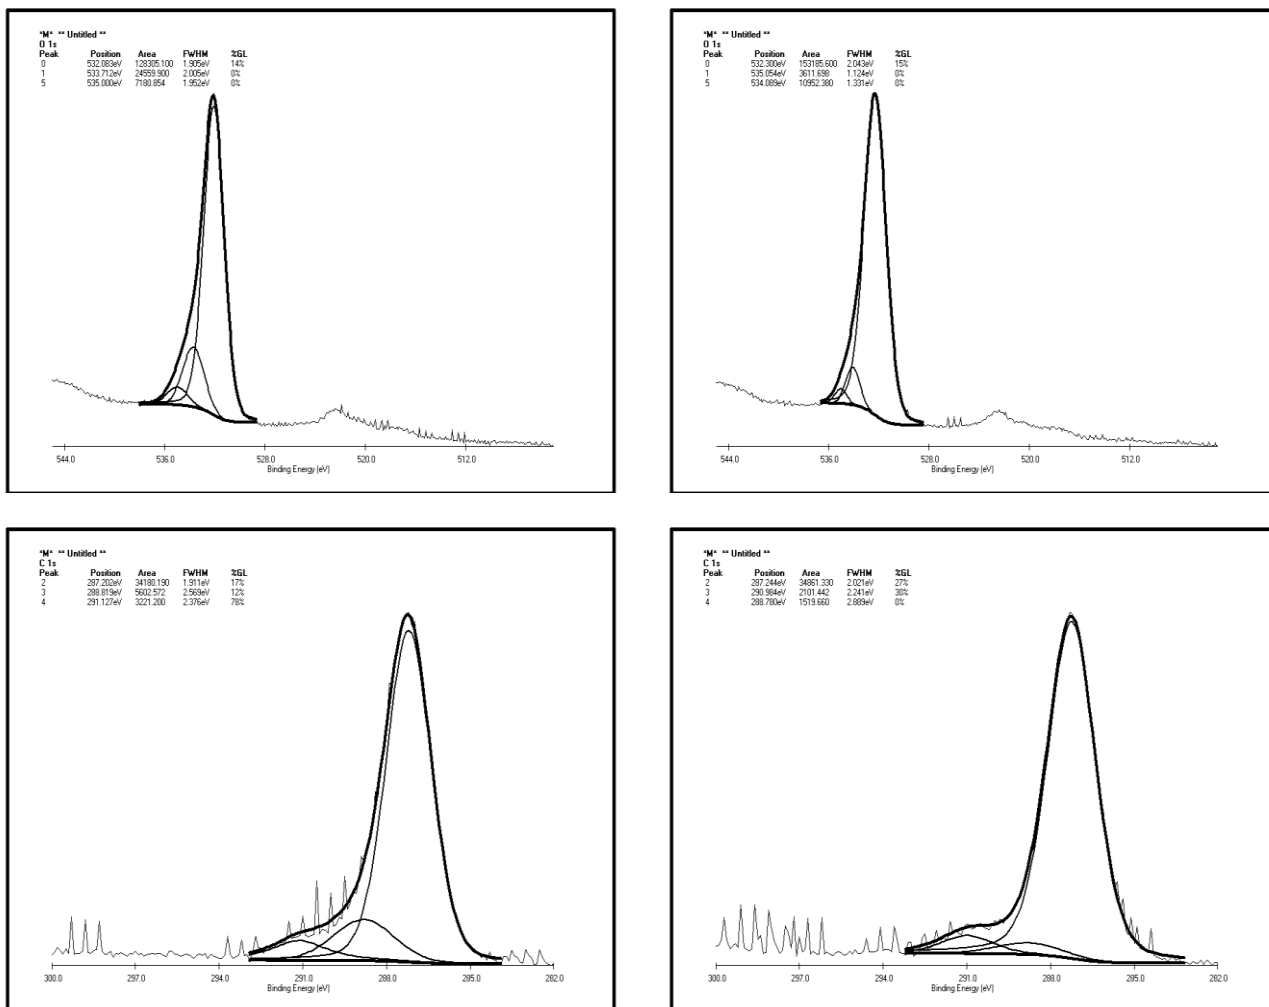 *M* ** Untitled **
O 1s
Peak Position Area FWHM %GL
0 532.083eV 128305.100 1.905eV 14%
1 533.712eV 24559.900 2.005eV 0%
5 535.000eV 7180.854 1.952eV 0%
544.0 536.0 528.0 520.0 512.0
Binding Energy (eV)
*M* ** Untitled **
O 1s
Peak Position Area FWHM %GL
0 532.300eV 153185.600 2.043eV 15%
1 535.054eV 3611.698 1.124eV 0%
5 534.089eV 10952.380 1.331eV 0%
544.0 536.0 528.0 520.0 512.0
Binding Energy (eV)
*M* ** Untitled **
C 1s
Peak Position Area FWHM %GL
2 287.202eV 34180.190 1.911eV 17%
3 288.819eV 5602.572 2.569eV 12%
4 291.127eV 3221.200 2.376eV 78%
300.0 297.0 294.0 291.0 288.0 285.0 282.0
Binding Energy (eV)
*M* ** Untitled **
C 1s
Peak Position Area FWHM %GL
2 287.244eV 34861.330 2.021eV 27%
3 290.984eV 2101.442 2.241eV 30%
4 288.780eV 1519.660 2.889eV 0%
300.0 297.0 294.0 291.0 288.0 285.0 282.0
Binding Energy (eV)